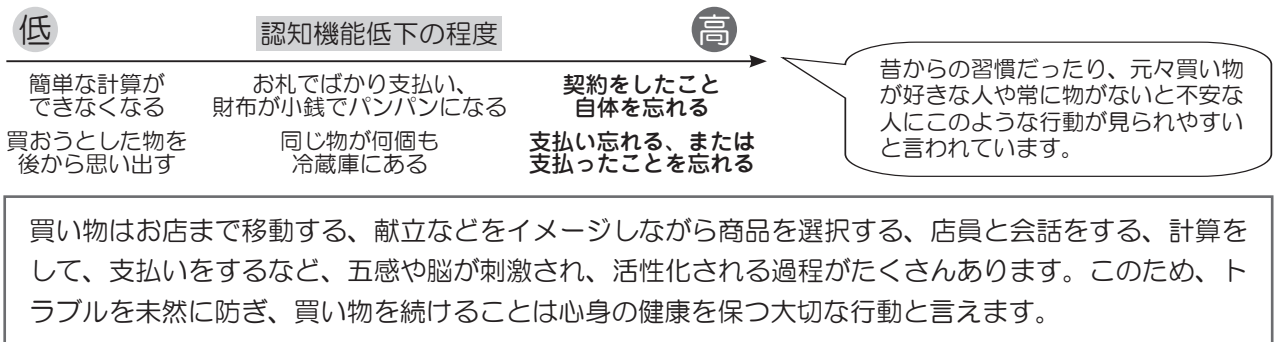 低
認知機能低下の程度
高
簡単な計算が
できなくなる
お札でばかり支払い、
財布が小銭でパンパンになる
契約をしたこと
自体を忘れる
買おうとした物を
後から思い出す
同じ物が何個も
冷蔵庫にある
支払い忘れる、または
支払ったことを忘れる
昔からの習慣だったり、元々買い物
が好きな人や常に物がないと不安な
人にこのような行動が見られやすい
と言われています。
買い物はお店まで移動する、献立などをイメージしながら商品を選択する、店員と会話をする、計算を
して、支払いをするなど、五感や脳が刺激され、活性化される過程がたくさんあります。このため、ト
ラブルを未然に防ぎ、買い物を続けることは心身の健康を保つ大切な行動と言えます。